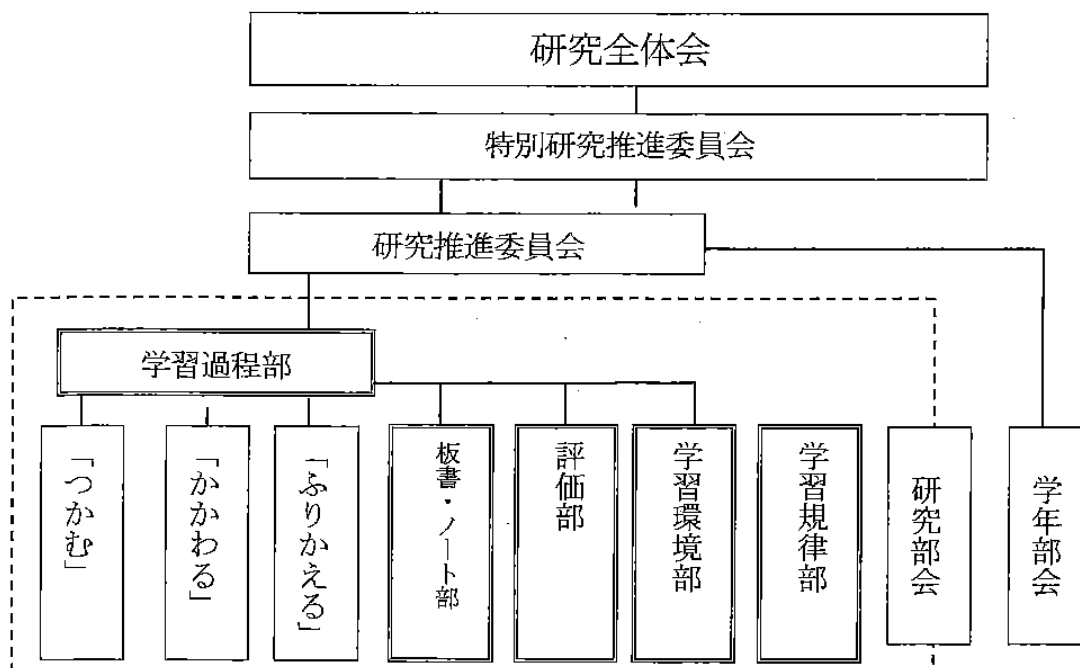 研究全体会
特別研究推進委員会
研究推進委員会
学習過程部
「つかむ」
「かかわる」
「ふりかえる」
板書・ノート部
評価部
学習環境部
学習規律部
研究部会
学年部会